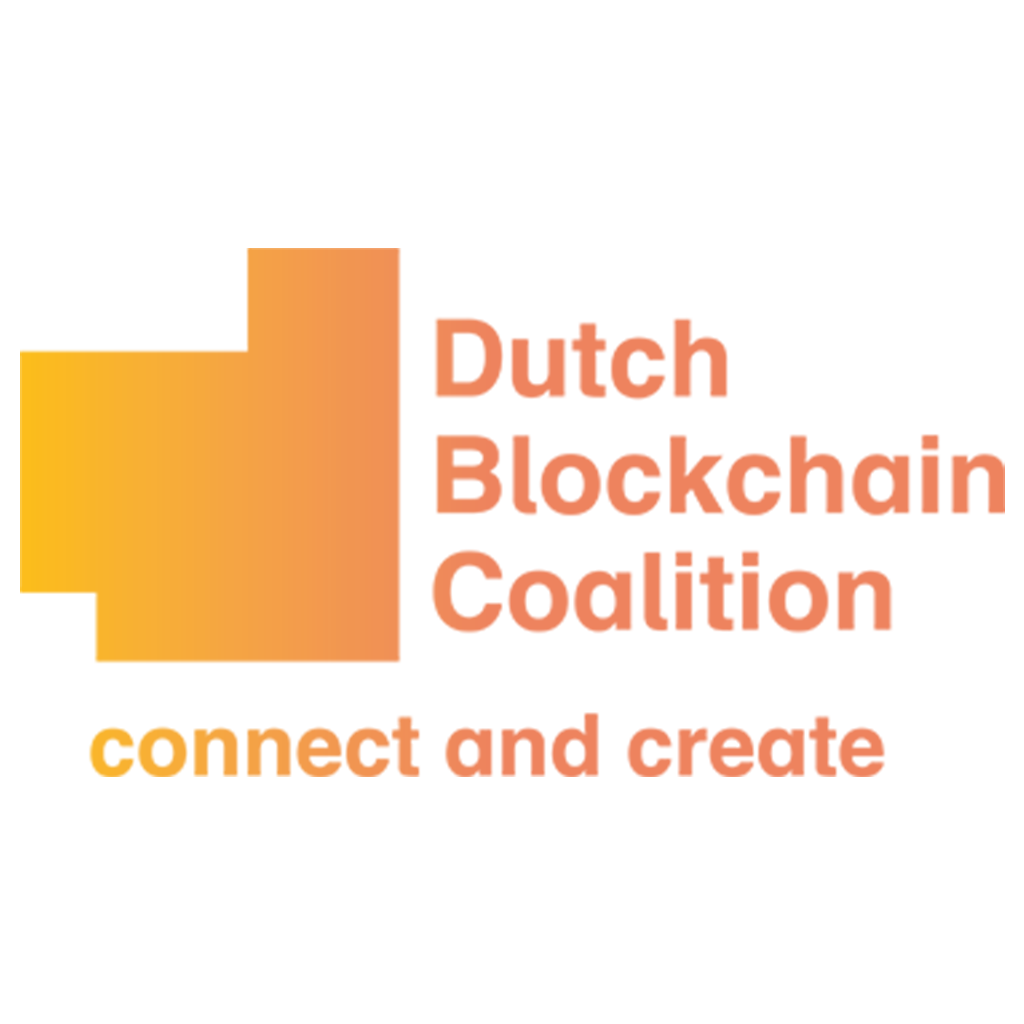 Dutch
Blockchain
Coalition
connect and create